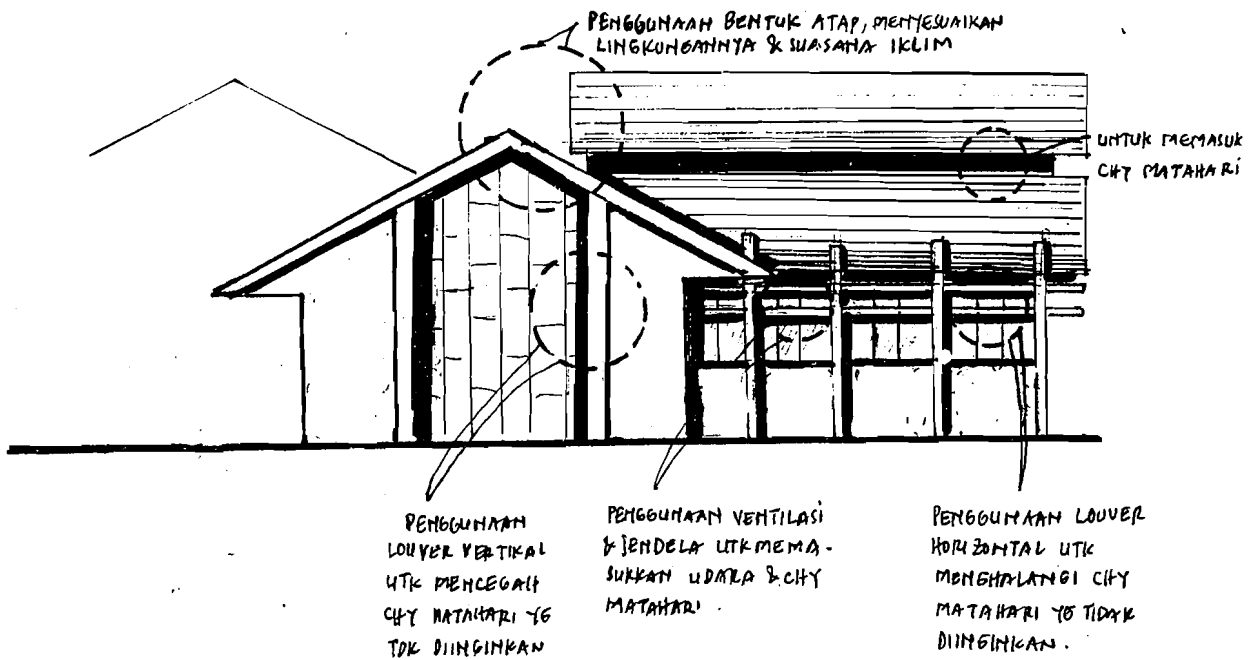 PENGGUNAAN BENTUK ATAP, MENYESUAIKAN
LINGKUNGANNYA & SUASANA IKLIM
UNTUK MEMASUK
CHY MATAHARI
PENGGUNAAN
LOUVER VERTIKAL
UTK MENCEGAH
CHY MATAHARI YG
TDK DIINGINKAN
PENGGUNAAN VENTILASI
& JENDELA UTK MEMA-
SUKKAN UDARA & CHY
MATAHARI.
PENGGUNAAN LOUVER
HORIZONTAL UTK
MENGHALANGI CHY
MATAHARI YG TIDAK
DIINGINKAN.